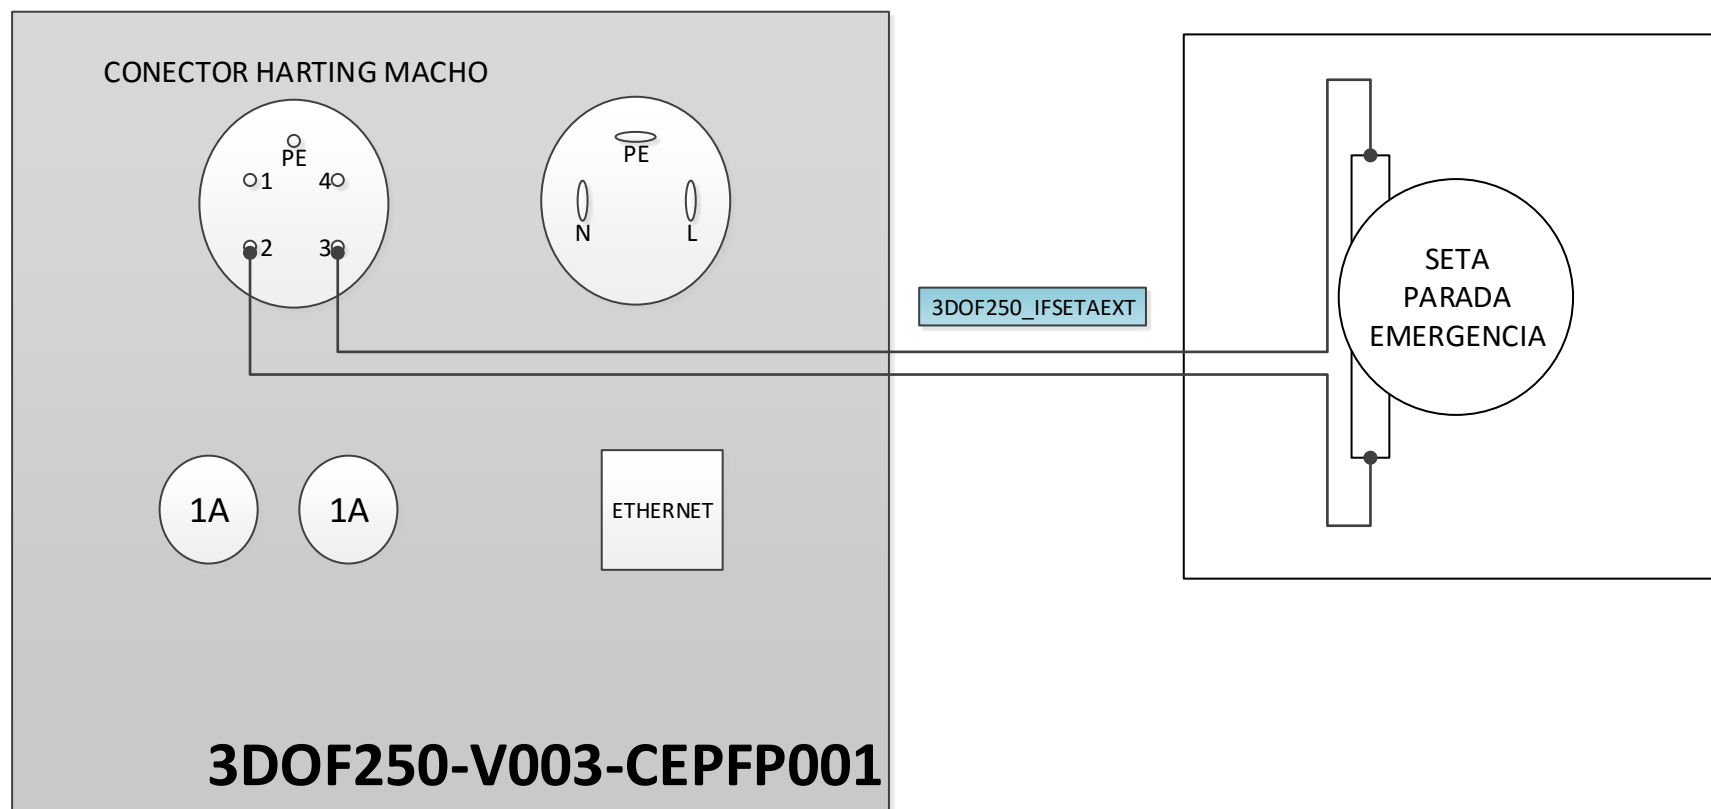 CONECTOR HARTING MACHO
PE
1
4
2
3
PE
N
L
3DOF250_IFSETAEXT
SETA
PARADA
EMERGENCIA
1A
1A
ETHERNET
3DOF250-V003-CEPFP001